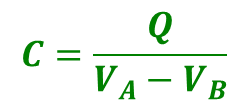 C = Q / (V_A − V_B)